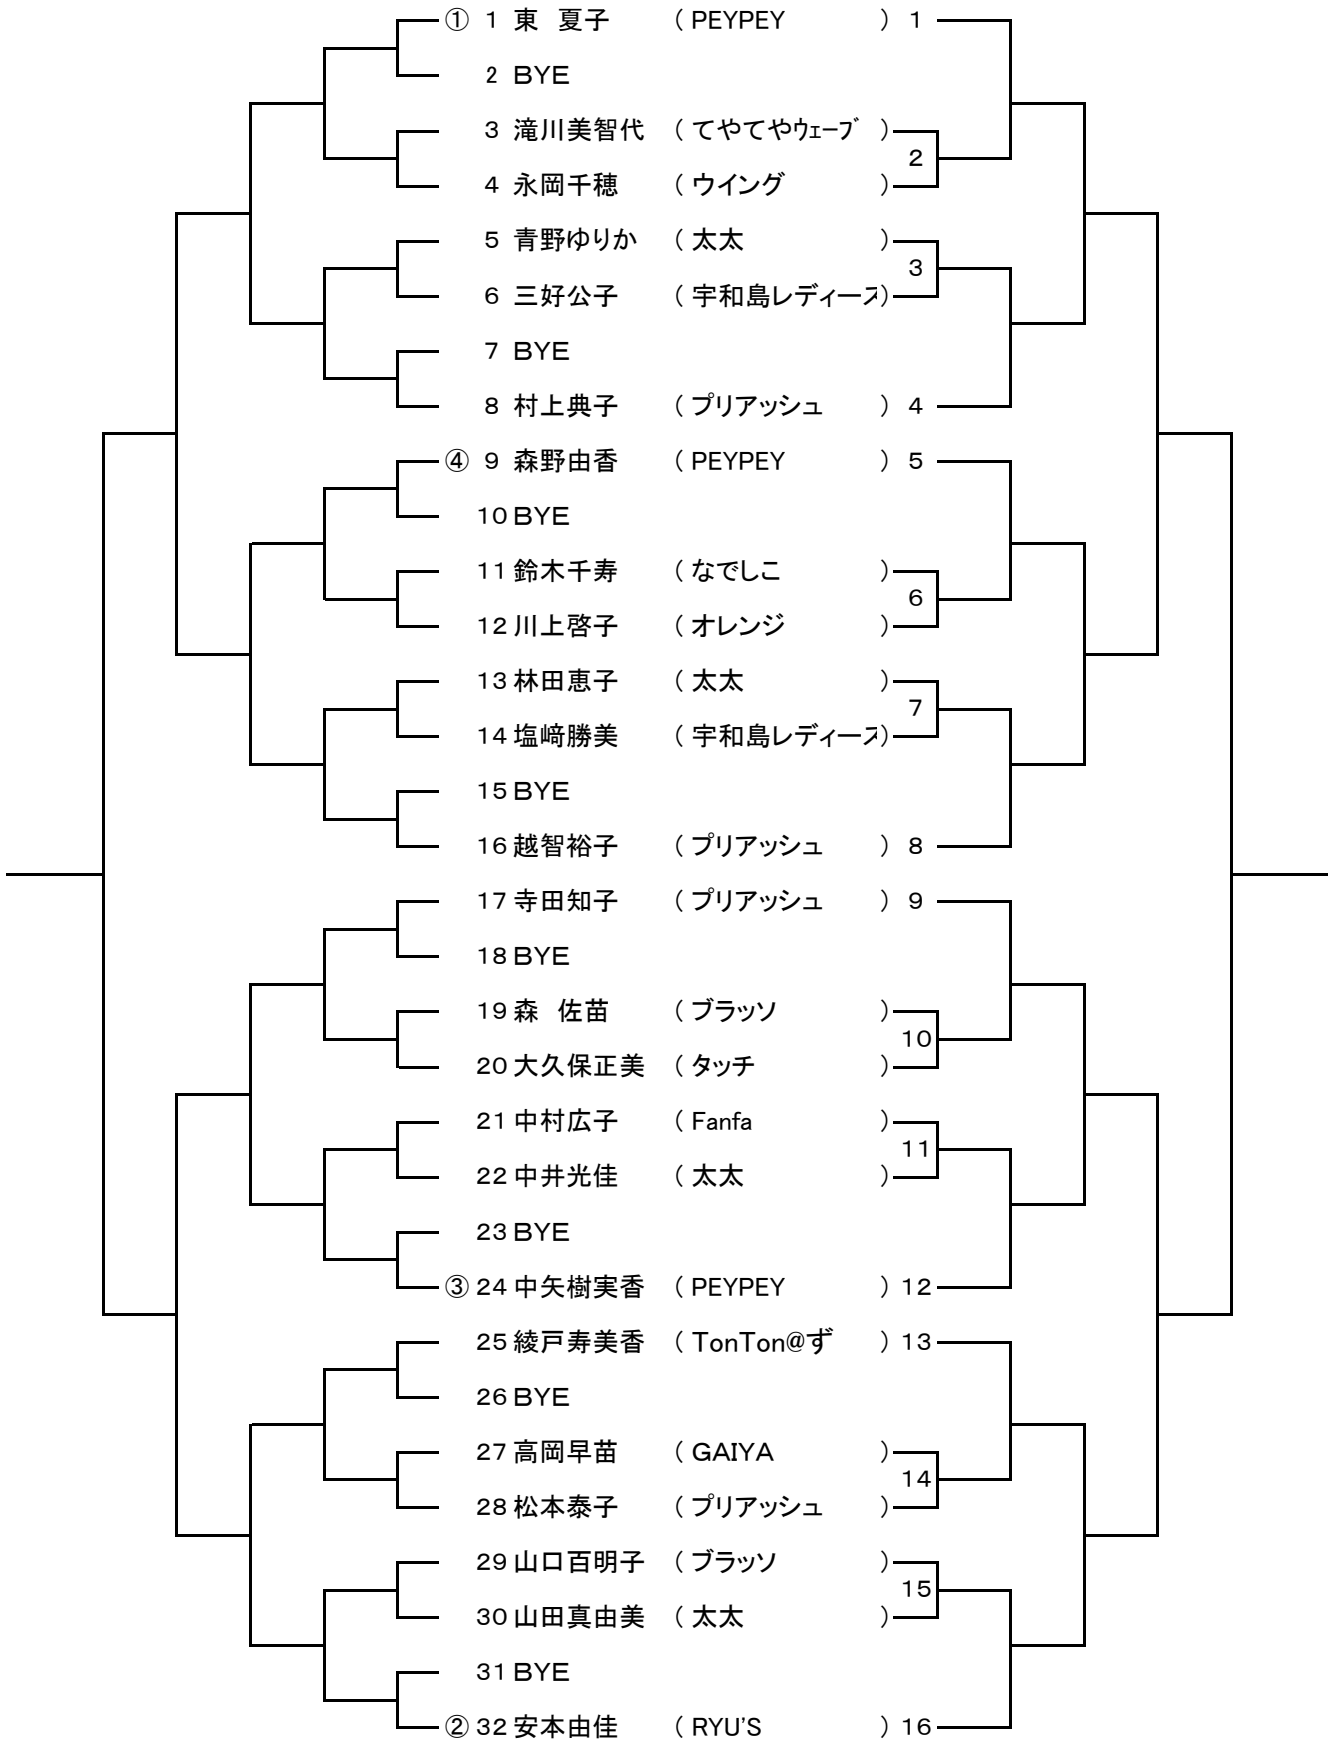 ① 1 東 夏子 ( PEYPEY ) 1
2 BYE
3 滝川美智代 ( てやてやｳｪｰﾌﾞ )
2
4 永岡千穂 ( ウイング )
5 青野ゆりか ( 太太 )
3
6 三好公子 ( 宇和島レディース)
7 BYE
8 村上典子 ( プリアッシュ ) 4
④ 9 森野由香 ( PEYPEY ) 5
10 BYE
11 鈴木千寿 ( なでしこ )
6
12 川上啓子 ( オレンジ )
13 林田恵子 ( 太太 )
7
14 塩﨑勝美 ( 宇和島レディース)
15 BYE
16 越智裕子 ( プリアッシュ ) 8
17 寺田知子 ( プリアッシュ ) 9
18 BYE
19 森 佐苗 ( ブラッソ )
10
20 大久保正美 ( タッチ )
21 中村広子 ( Fanfa )
11
22 中井光佳 ( 太太 )
23 BYE
③ 24 中矢樹実香 ( PEYPEY ) 12
25 綾戸寿美香 ( TonTon@ず ) 13
26 BYE
27 高岡早苗 ( GAIYA )
14
28 松本泰子 ( プリアッシュ )
29 山口百明子 ( ブラッソ )
15
30 山田真由美 ( 太太 )
31 BYE
② 32 安本由佳 ( RYU'S ) 16